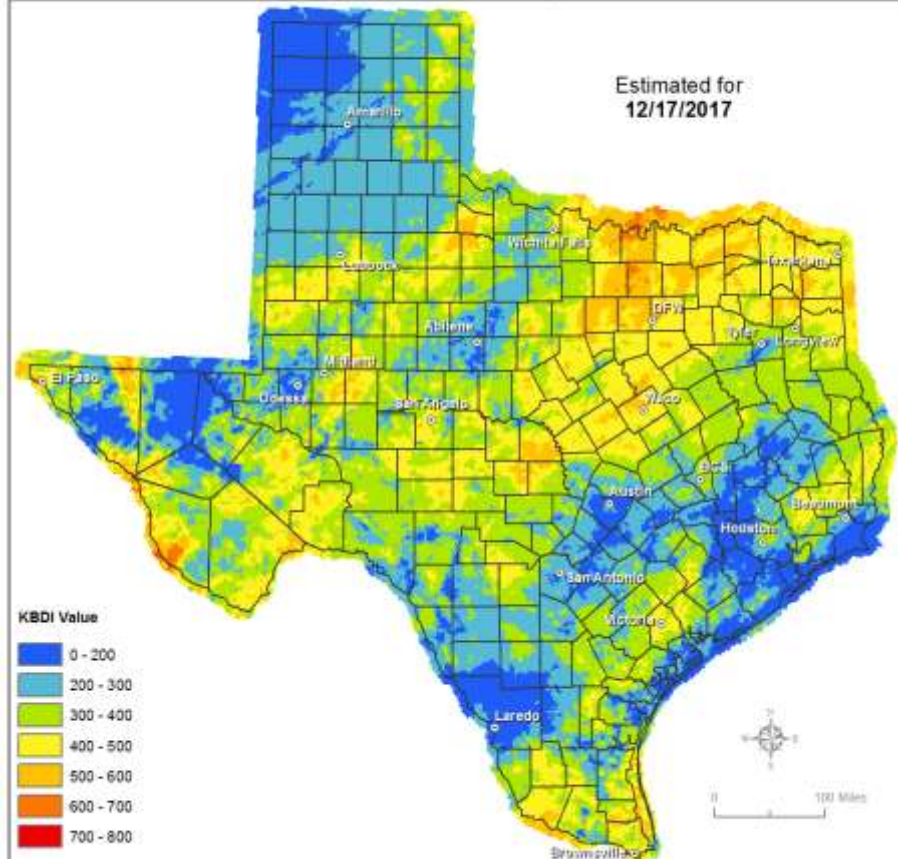 Estimated for
12/17/2017
Amarillo
Wichita Falls
Lubbock
Texarkana
DFW
Abilene
Tyler
Longview
Midland
El Paso
Odessa
San Angelo
Waco
BCS
Austin
Beaumont
Houston
San Antonio
Victoria
KBDI Value
0 - 200
200 - 300
300 - 400
400 - 500
500 - 600
600 - 700
700 - 800
Laredo
0 100 Miles
Brownsville